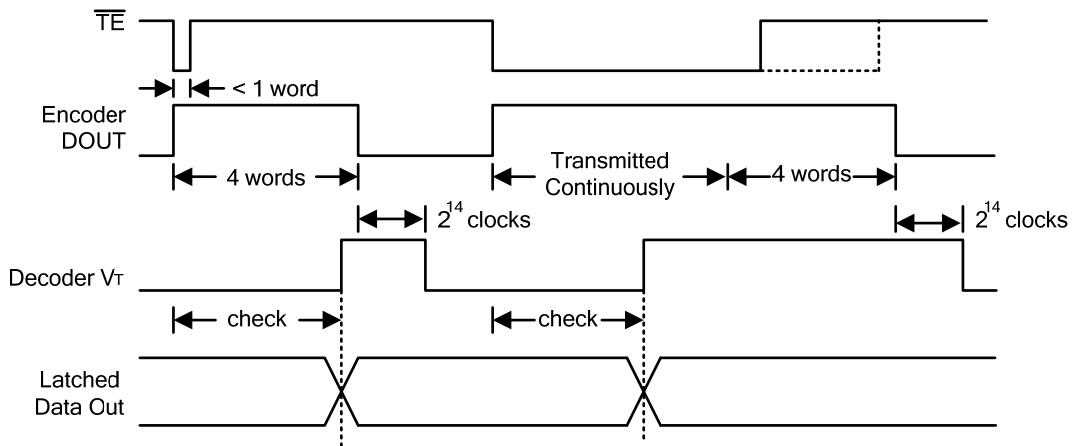 TE
< 1 word
Encoder
DOUT
4 words
Transmitted
Continuously
4 words
2^14 clocks
2^14 clocks
Decoder VT
check
check
Latched
Data Out